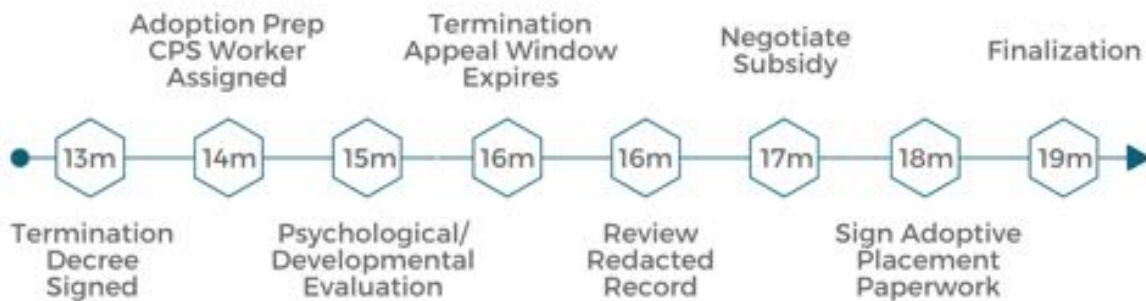 Adoption Prep
CPS Worker
Assigned
Termination
Appeal Window
Expires
Negotiate
Subsidy
Finalization
13m
14m
15m
16m
16m
17m
18m
19m
Termination
Decree
Signed
Psychological/
Developmental
Evaluation
Review
Redacted
Record
Sign Adoptive
Placement
Paperwork